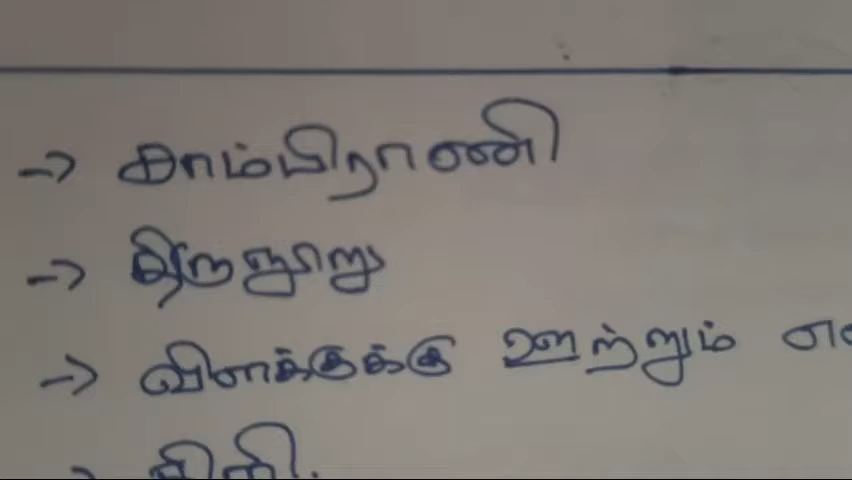 → சாம்பிராணி
→ திருநூறு
→ விளக்குக்கு ஊற்றும்